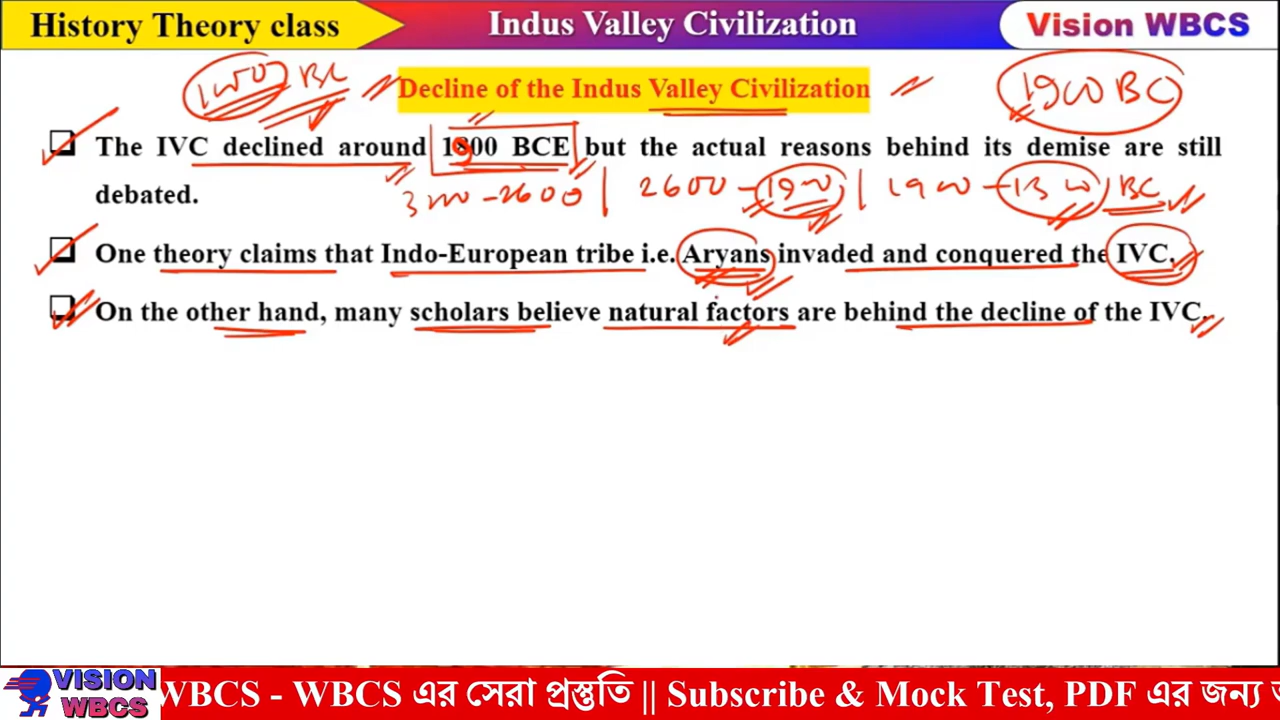 History Theory class
Indus Valley Civilization
Vision WBCS
BC
Decline of the Indus Valley Civilization
1900 BC
The IVC declined around 1900 BCE but the actual reasons behind its demise are still
debated.
2600 | 2600 - 1900 | 1900 - 1300 BC
One theory claims that Indo-European tribe i.e. Aryans invaded and conquered the IVC.
On the other hand, many scholars believe natural factors are behind the decline of the IVC.
VISION
WBCS
WBCS - WBCS এর সেরা প্রস্তুতি || Subscribe & Mock Test, PDF এর জন্য